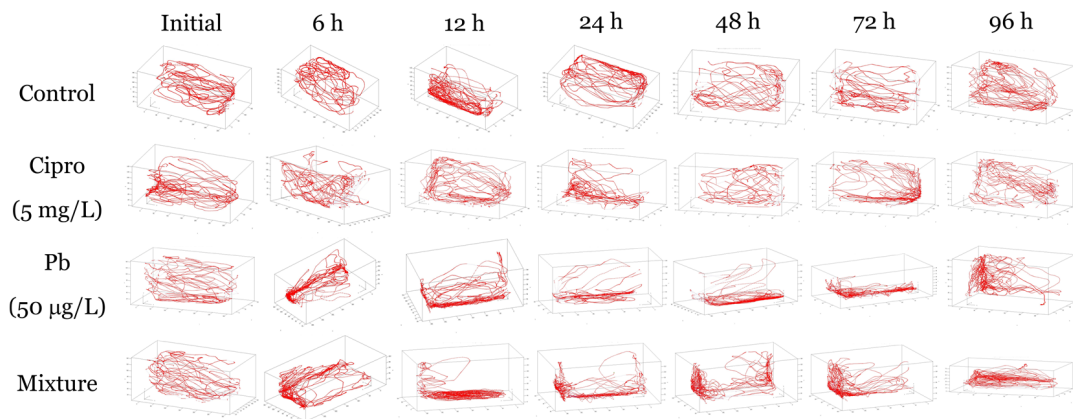 Initial 6 h 12 h 24 h 48 h 72 h 96 h
Control
Cipro
(5 mg/L)
Pb
(50 μg/L)
Mixture